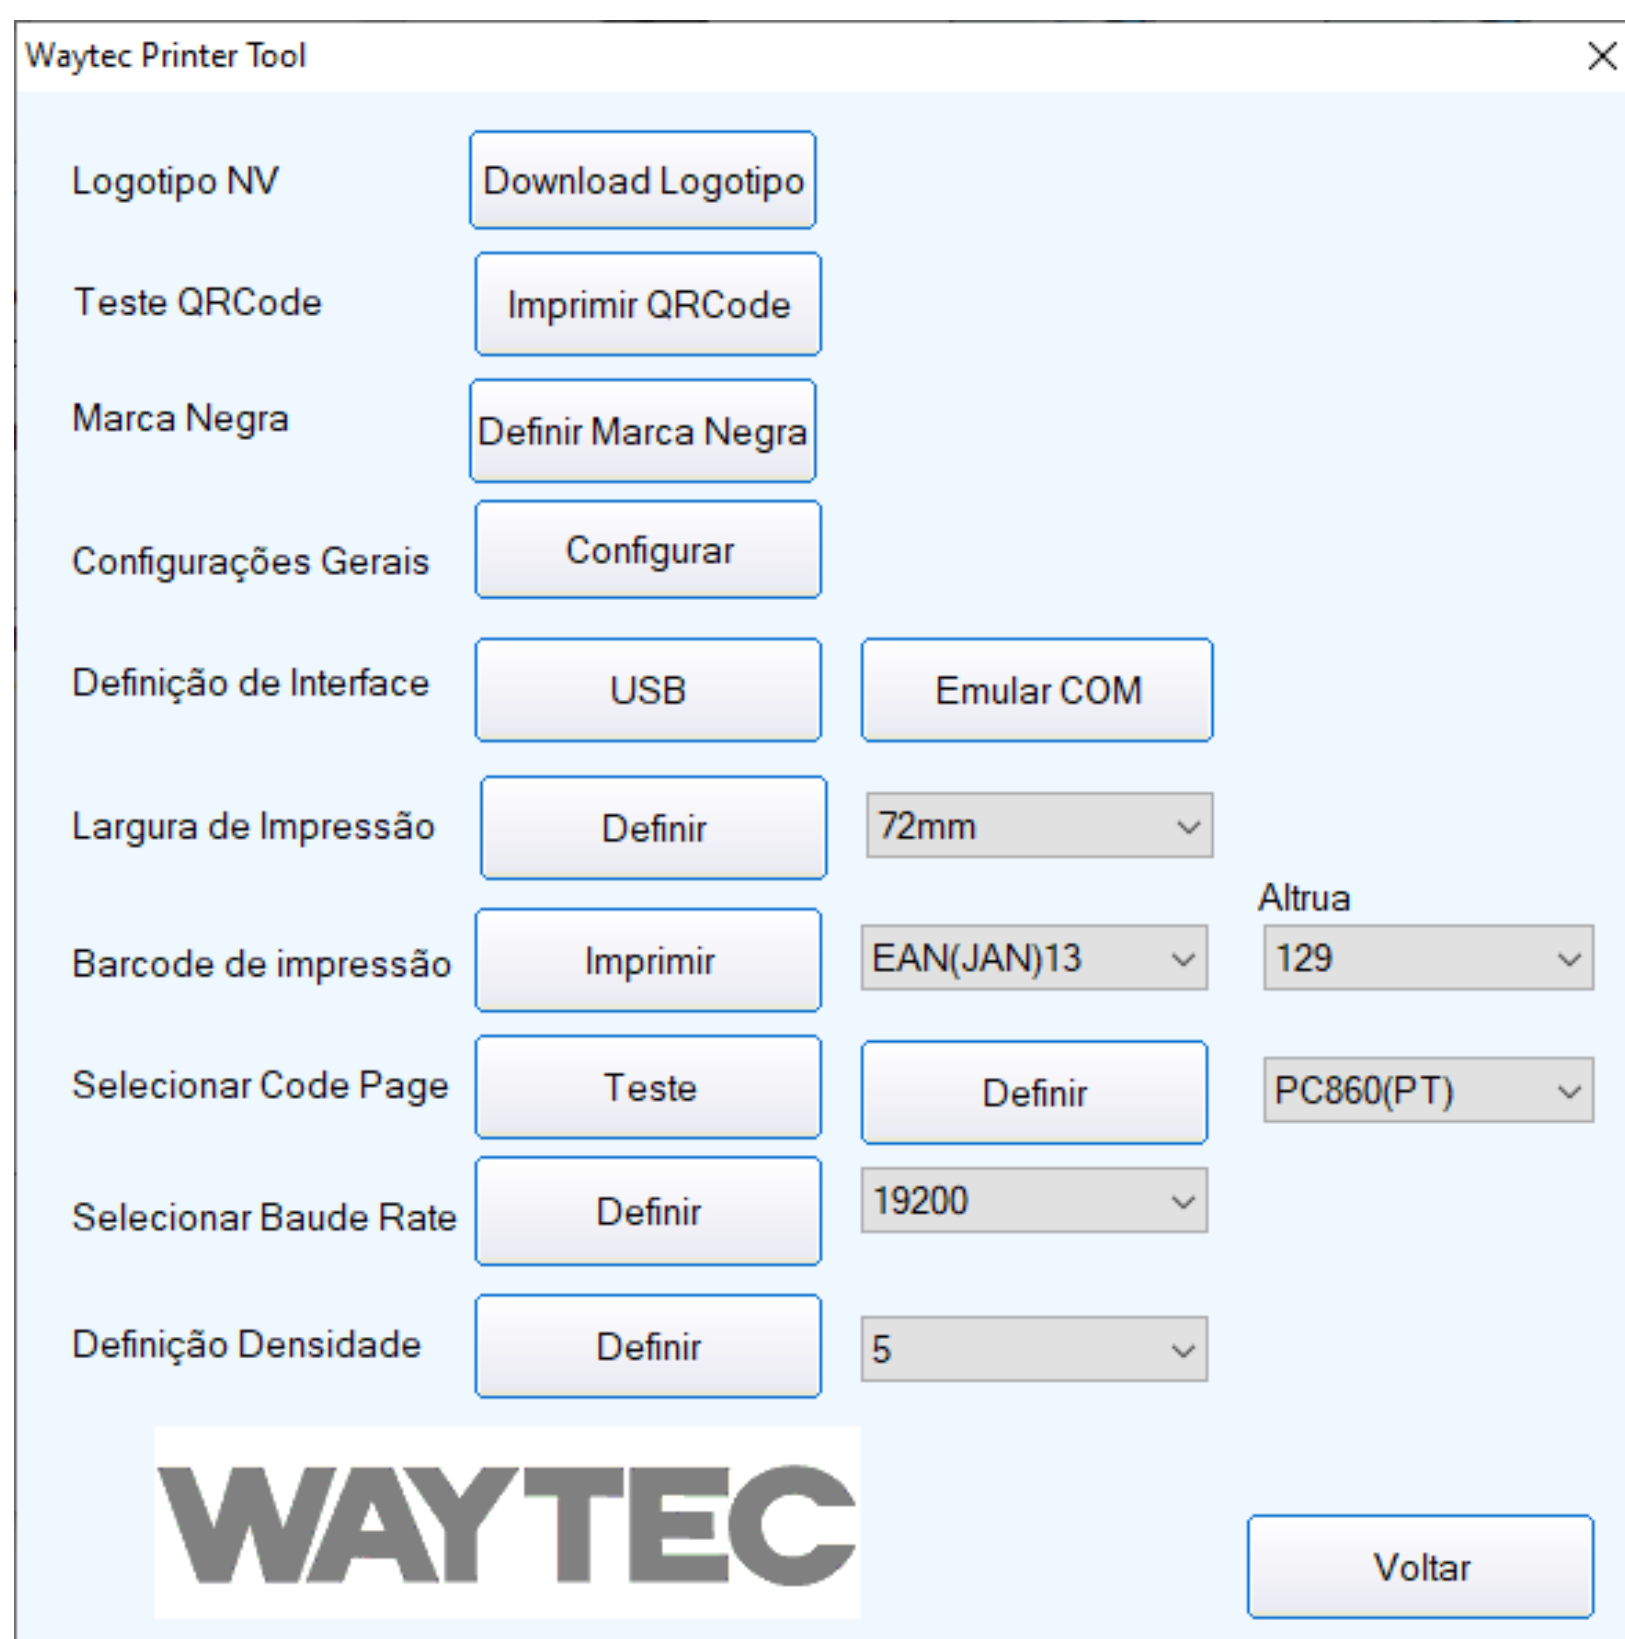 Waytec Printer Tool
Logotipo NV Download Logotipo
Teste QRCode Imprimir QRCode
Marca Negra Definir Marca Negra
Configurações Gerais Configurar
Definição de Interface USB Emular COM
Largura de Impressão Definir 72mm
Altrua
Barcode de impressão Imprimir EAN(JAN)13 129
Selecionar Code Page Teste Definir PC860(PT)
Selecionar Baude Rate Definir 19200
Definição Densidade Definir 5
WAYTEC
Voltar